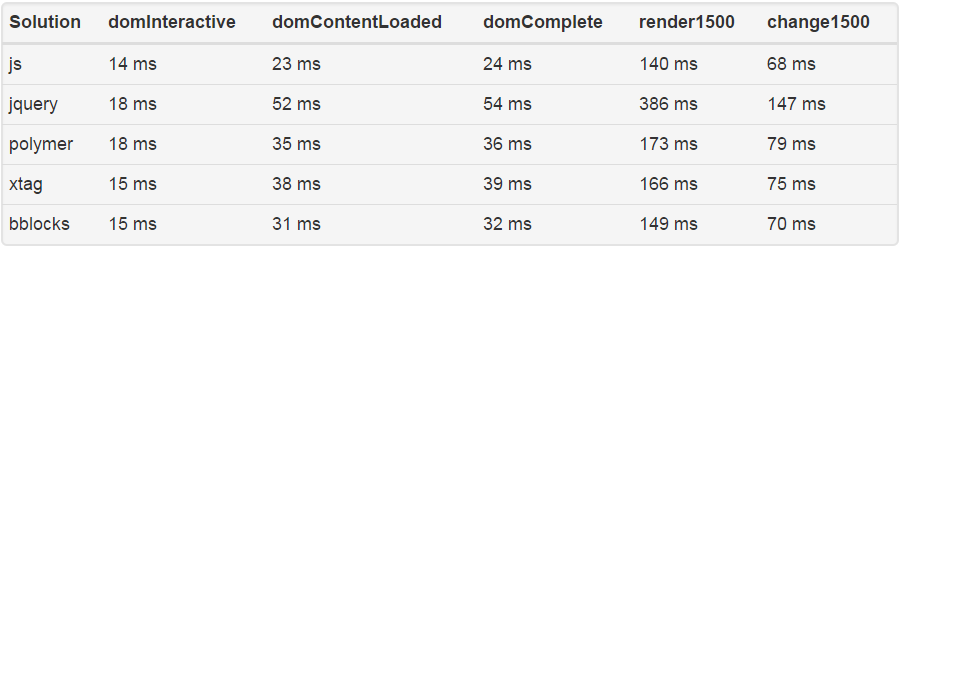 Solution domInteractive domContentLoaded domComplete render1500 change1500
js 14 ms 23 ms 24 ms 140 ms 68 ms
jquery 18 ms 52 ms 54 ms 386 ms 147 ms
polymer 18 ms 35 ms 36 ms 173 ms 79 ms
xtag 15 ms 38 ms 39 ms 166 ms 75 ms
bblocks 15 ms 31 ms 32 ms 149 ms 70 ms